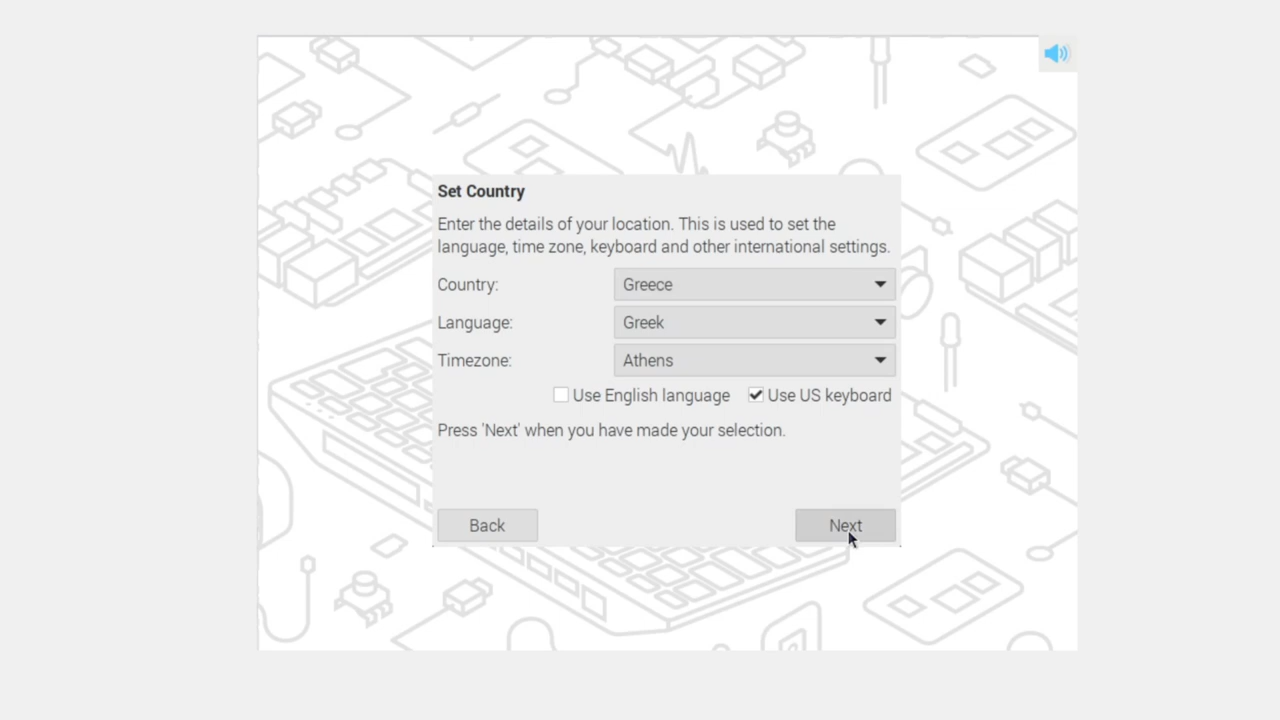 Set Country
Enter the details of your location. This is used to set the
language, time zone, keyboard and other international settings.
Country: Greece
Language: Greek
Timezone: Athens
Use English language Use US keyboard
Press 'Next' when you have made your selection.
Back Next